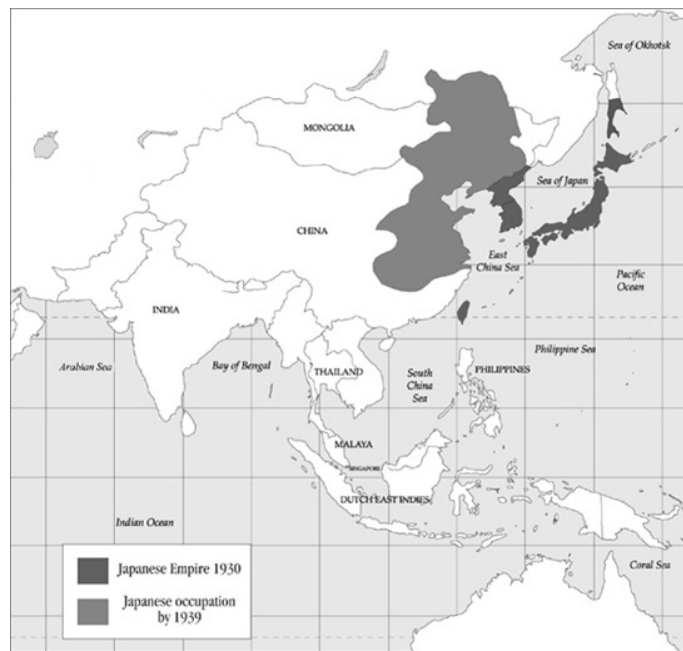 Sea of Okhotsk
MONGOLIA
Sea of Japan
CHINA
East
China Sea
Pacific
Ocean
INDIA
Arabian Sea
Bay of Bengal
THAILAND
South
China
Sea
Philippine Sea
PHILIPPINES
MALAYA
SINGAPORE
DUTCH EAST INDIES
Indian Ocean
Coral Sea
Japanese Empire 1930
Japanese occupation
by 1939